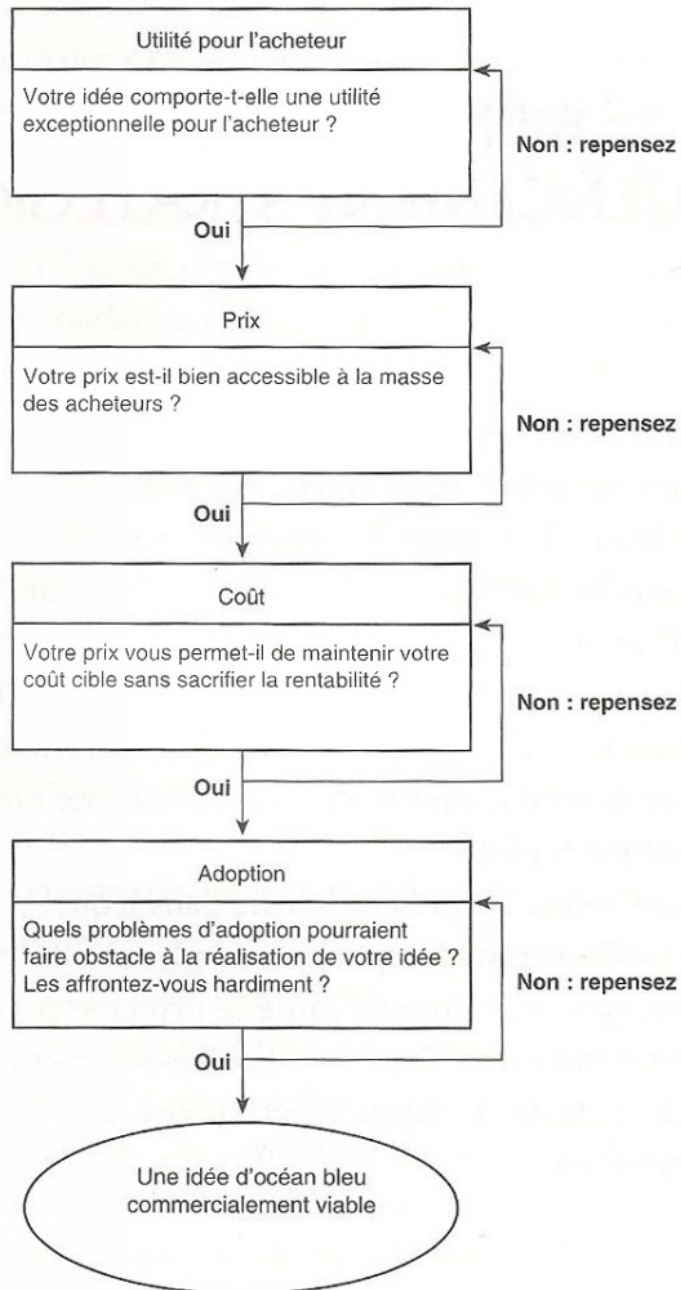 Utilité pour l'acheteur
Votre idée comporte-t-elle une utilité
exceptionnelle pour l'acheteur ?
Non : repensez
Oui
Prix
Votre prix est-il bien accessible à la masse
des acheteurs ?
Non : repensez
Oui
Coût
Votre prix vous permet-il de maintenir votre
coût cible sans sacrifier la rentabilité ?
Non : repensez
Oui
Adoption
Quels problèmes d'adoption pourraient
faire obstacle à la réalisation de votre idée ?
Les affrontez-vous hardiment ?
Non : repensez
Oui
Une idée d'océan bleu
commercialement viable